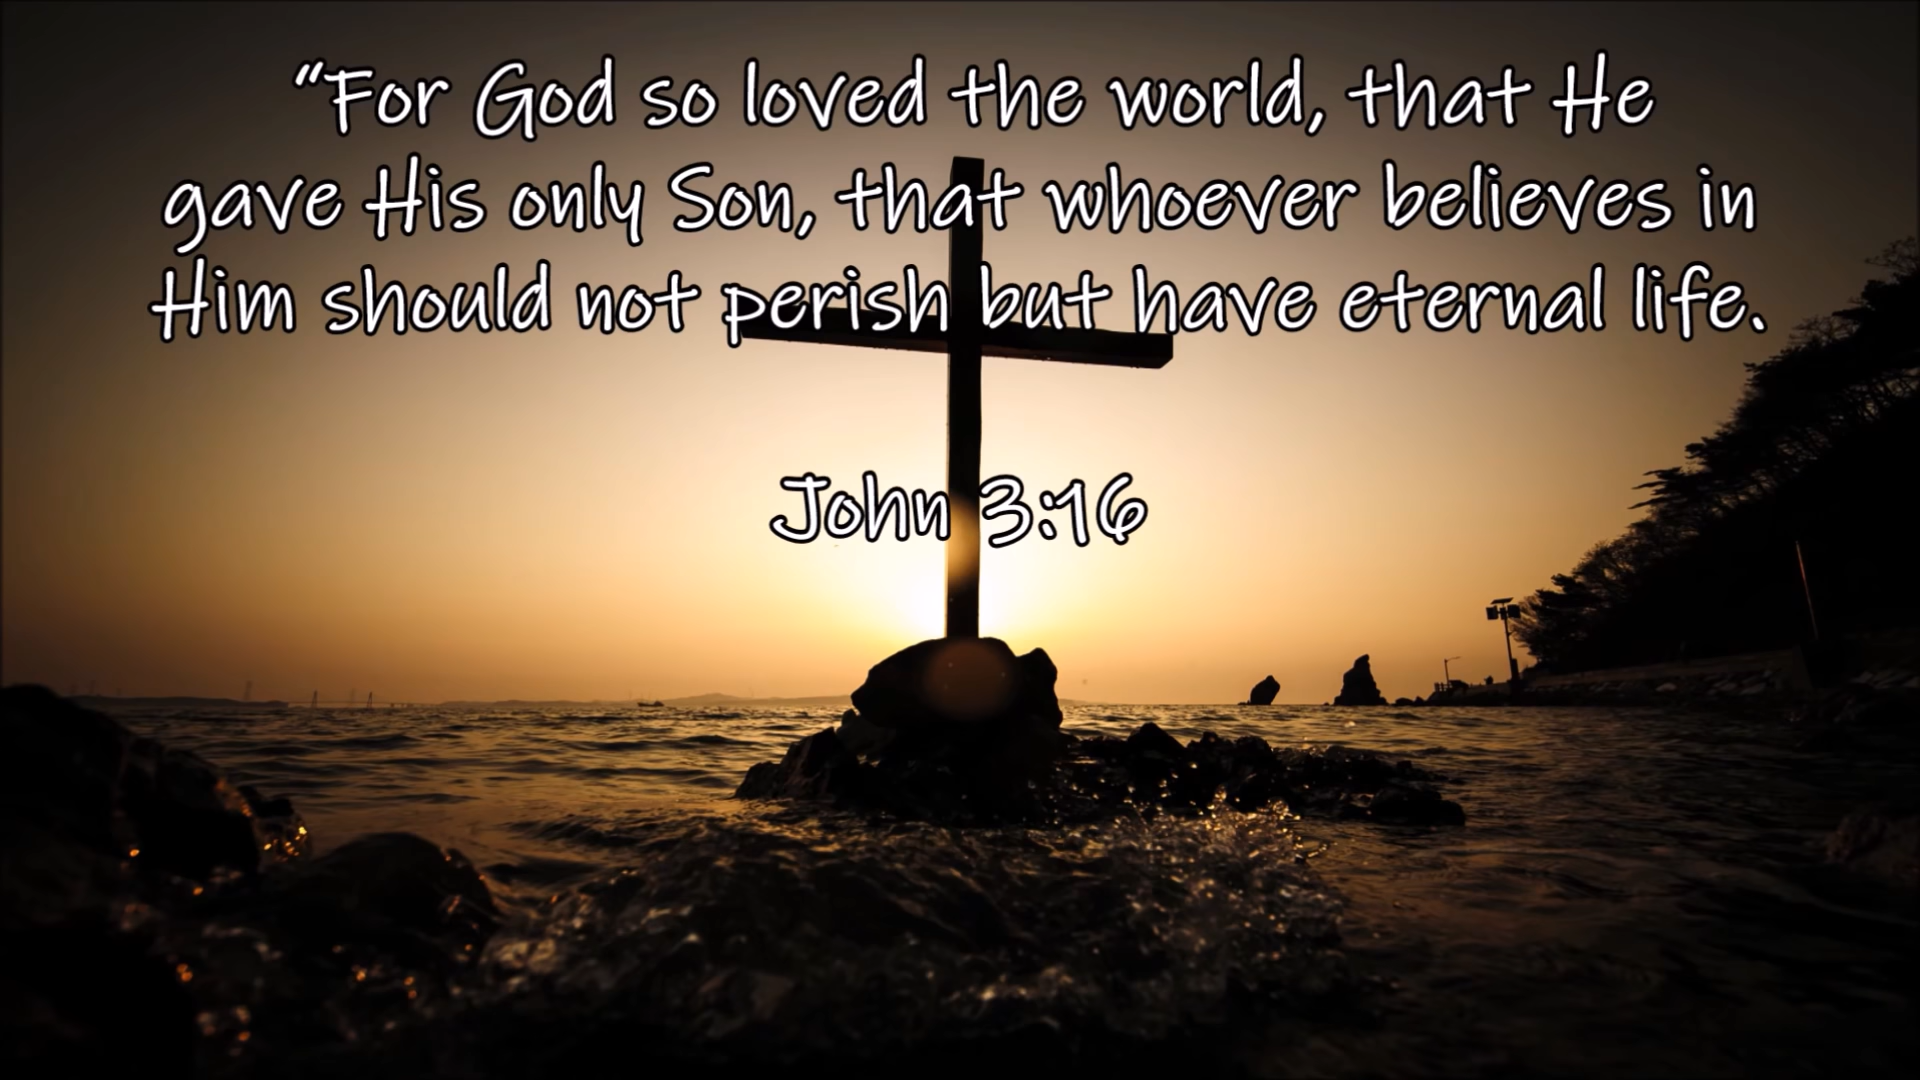 “For God so loved the world, that He
gave His only Son, that whoever believes in
Him should not perish but have eternal life.
John 3:16